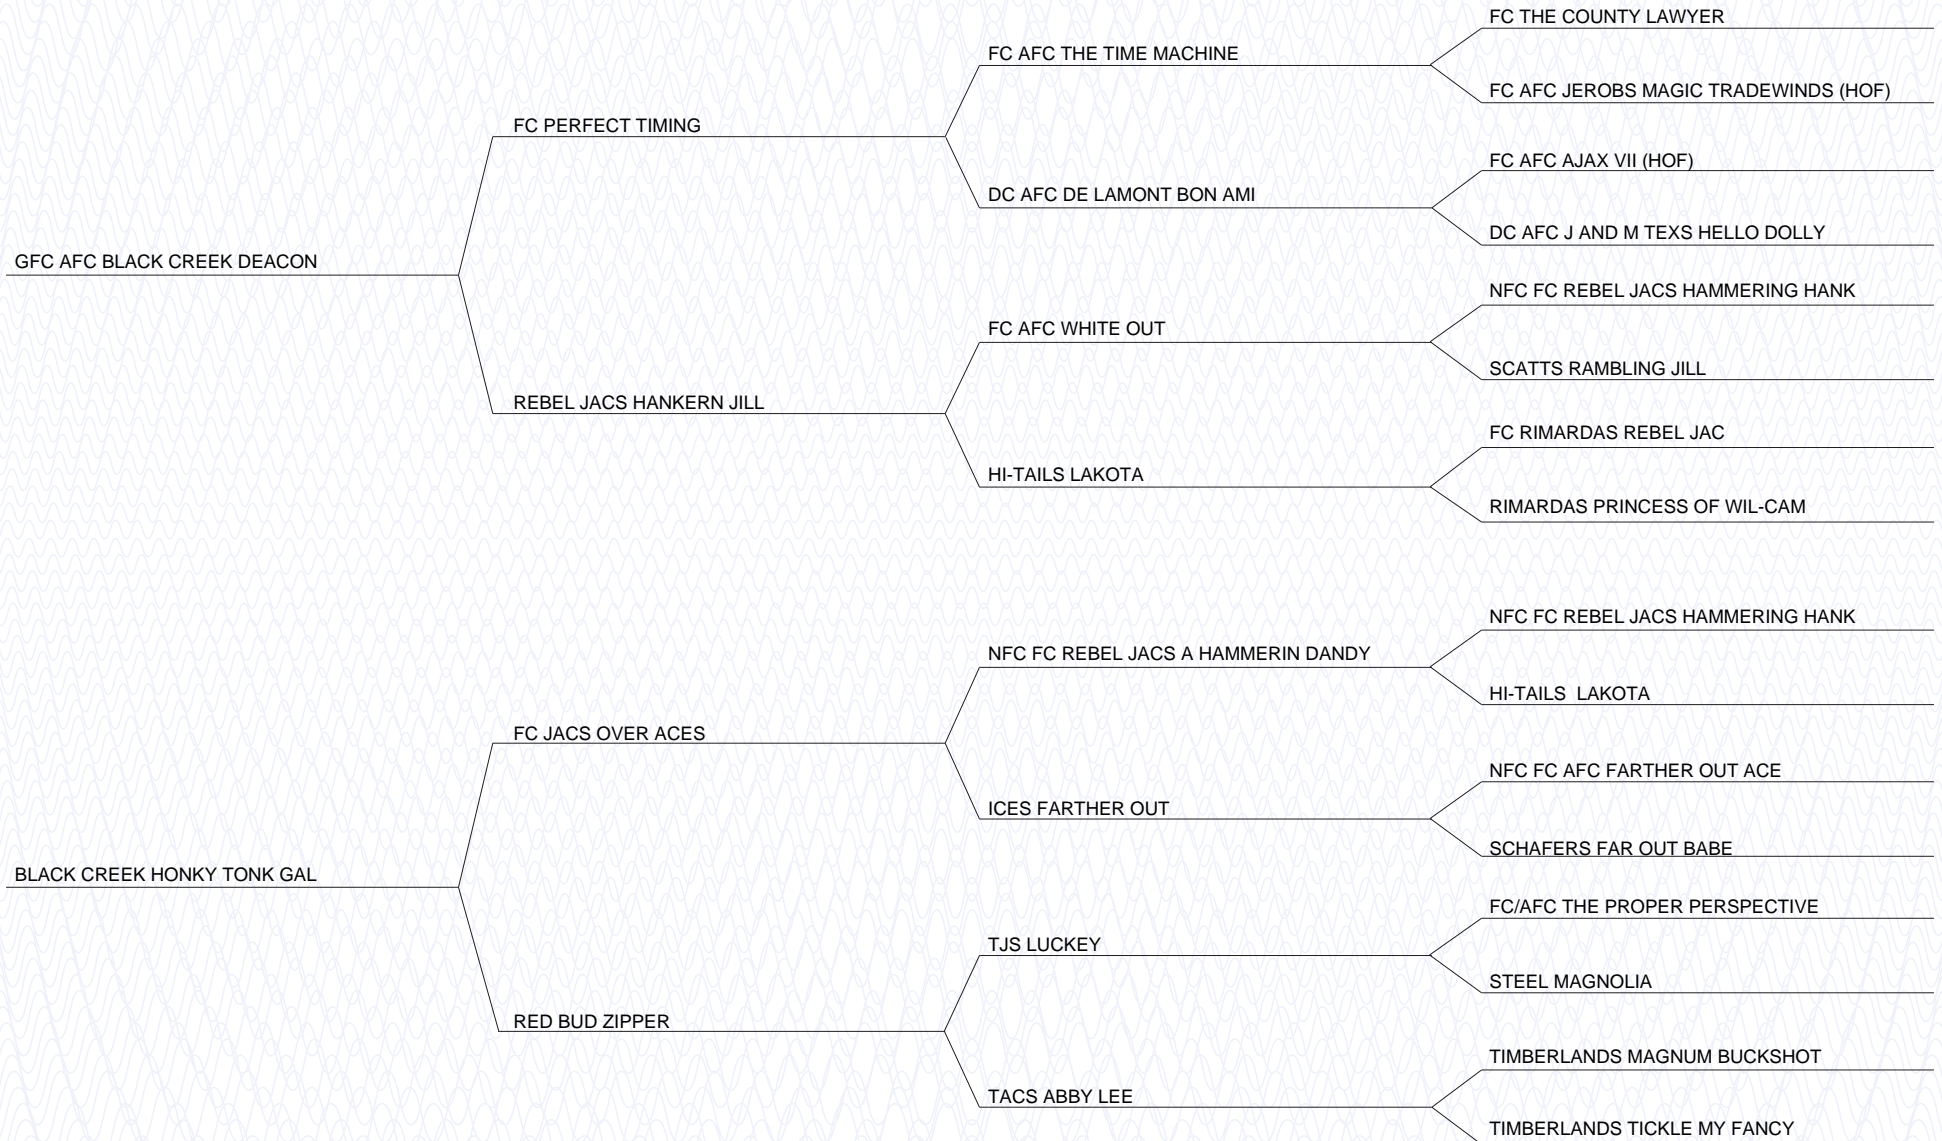 FC THE COUNTY LAWYER
FC AFC THE TIME MACHINE
FC AFC JEROBS MAGIC TRADEWINDS (HOF)
FC PERFECT TIMING
FC AFC AJAX VII (HOF)
DC AFC DE LAMONT BON AMI
DC AFC J AND M TEXS HELLO DOLLY
GFC AFC BLACK CREEK DEACON
NFC FC REBEL JACS HAMMERING HANK
FC AFC WHITE OUT
SCATTS RAMBLING JILL
REBEL JACS HANKERN JILL
FC RIMARDAS REBEL JAC
HI-TAILS LAKOTA
RIMARDAS PRINCESS OF WIL-CAM
NFC FC REBEL JACS HAMMERING HANK
NFC FC REBEL JACS A HAMMERIN DANDY
HI-TAILS  LAKOTA
FC JACS OVER ACES
NFC FC AFC FARTHER OUT ACE
ICES FARTHER OUT
SCHAFERS FAR OUT BABE
BLACK CREEK HONKY TONK GAL
FC/AFC THE PROPER PERSPECTIVE
TJS LUCKEY
STEEL MAGNOLIA
RED BUD ZIPPER
TIMBERLANDS MAGNUM BUCKSHOT
TACS ABBY LEE
TIMBERLANDS TICKLE MY FANCY